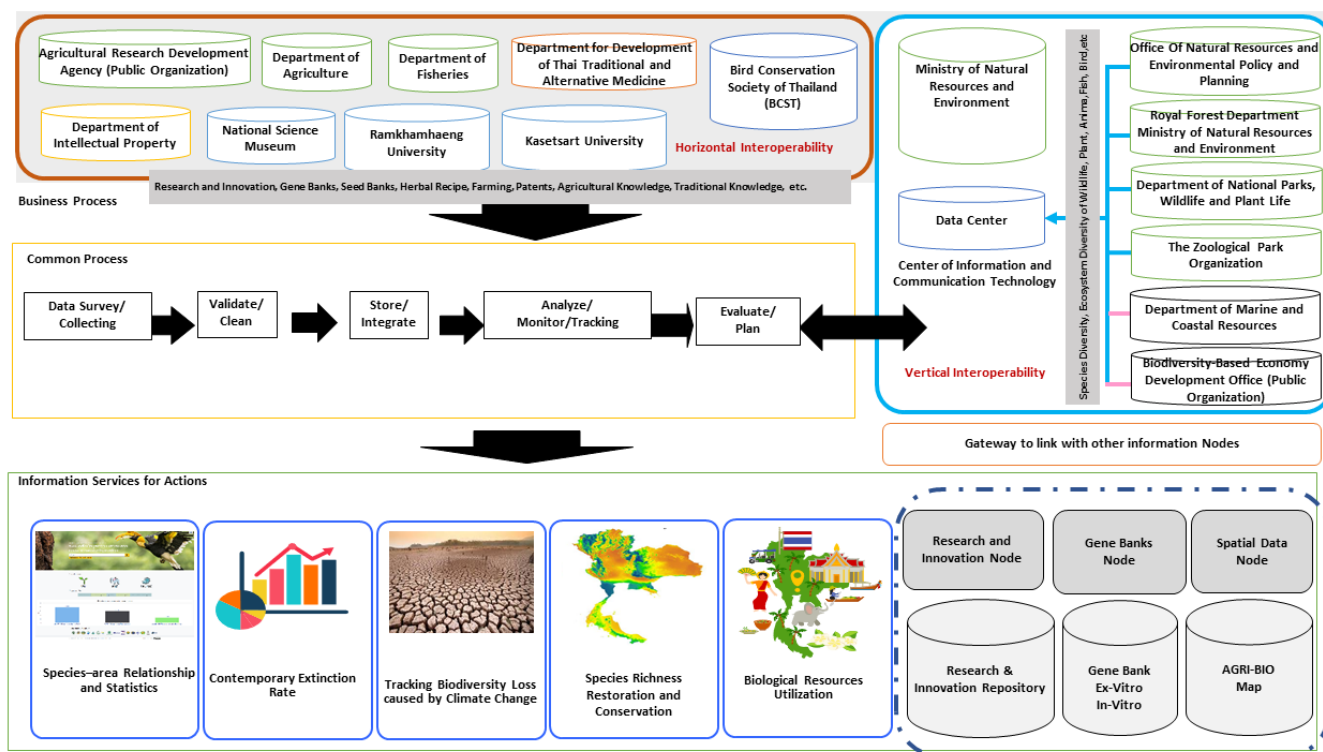 Agricultural Research Development
Agency (Public Organization)
Department of
Agriculture
Department of
Fisheries
Department for Development
of Thai Traditional and
Alternative Medicine
Bird Conservation
Society of Thailand
(BCST)
Department of
Intellectual Property
National Science
Museum
Ramkhamhaeng
University
Kasetsart University
Horizontal Interoperability
Research and Innovation, Gene Banks, Seed Banks, Herbal Recipe, Farming, Patents, Agricultural Knowledge, Traditional Knowledge, etc.
Business Process
Ministry of Natural
Resources and
Environment
Data Center
Center of Information and
Communication Technology
Vertical Interoperability
Species Diversity, Ecosystem Diversity of Wildlife, Plant, Anima, Fish, Bird,etc
Office Of Natural Resources and
Environmental Policy and
Planning
Royal Forest Department
Ministry of Natural Resources
and Environment
Department of National Parks,
Wildlife and Plant Life
The Zoological Park
Organization
Department of Marine and
Coastal Resources
Biodiversity-Based Economy
Development Office (Public
Organization)
Common Process
Data Survey/
Collecting
Validate/
Clean
Store/
Integrate
Analyze/
Monitor/Tracking
Evaluate/
Plan
Gateway to link with other information Nodes
Information Services for Actions
Species–area Relationship
and Statistics
Contemporary Extinction
Rate
Tracking Biodiversity Loss
caused by Climate Change
Species Richness
Restoration and
Conservation
Biological Resources
Utilization
Research and
Innovation Node
Gene Banks
Node
Spatial Data
Node
Research &
Innovation Repository
Gene Bank
Ex-Vitro
In-Vitro
AGRI-BIO
Map